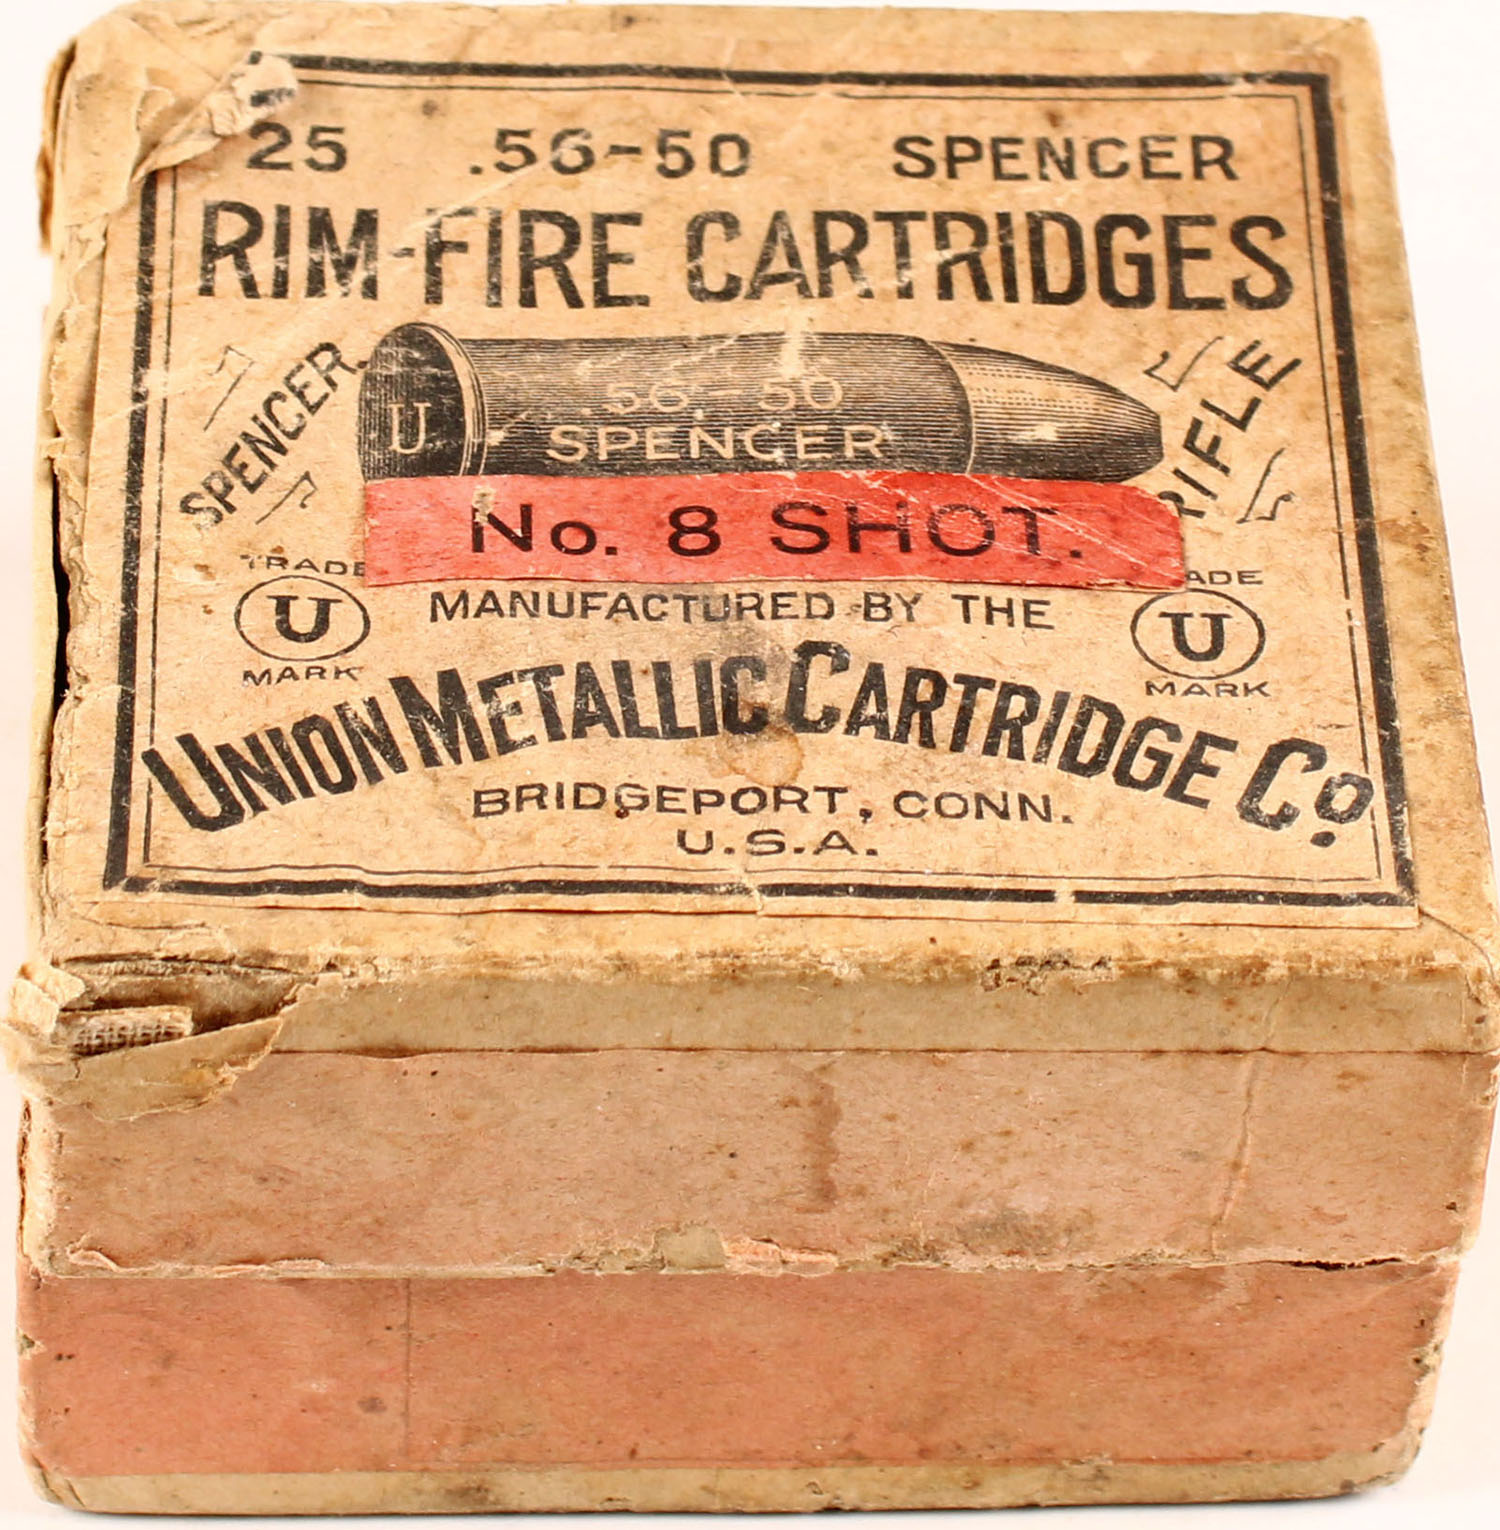 25 .56-50 SPENCER
RIM-FIRE CARTRIDGES
SPENCER
RIFLE
U
.56-50
SPENCER
No. 8 SHOT.
TRADE
U
MARK
ADE
U
MARK
MANUFACTURED BY THE
UNION METALLIC CARTRIDGE Co.
BRIDGEPORT, CONN.
U.S.A.